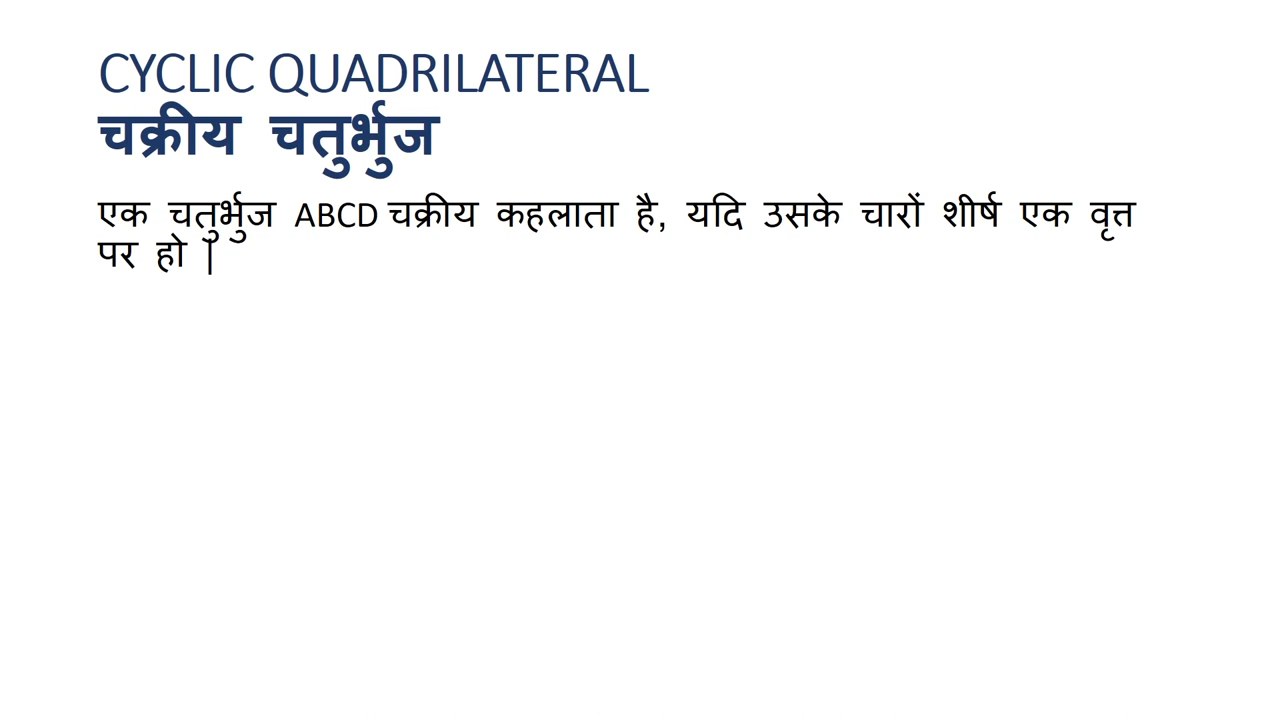 CYCLIC QUADRILATERAL
चक्रीय चतुर्भुज
एक चतुर्भुज ABCD चक्रीय कहलाता है, यदि उसके चारों शीर्ष एक वृत्त
पर हो |